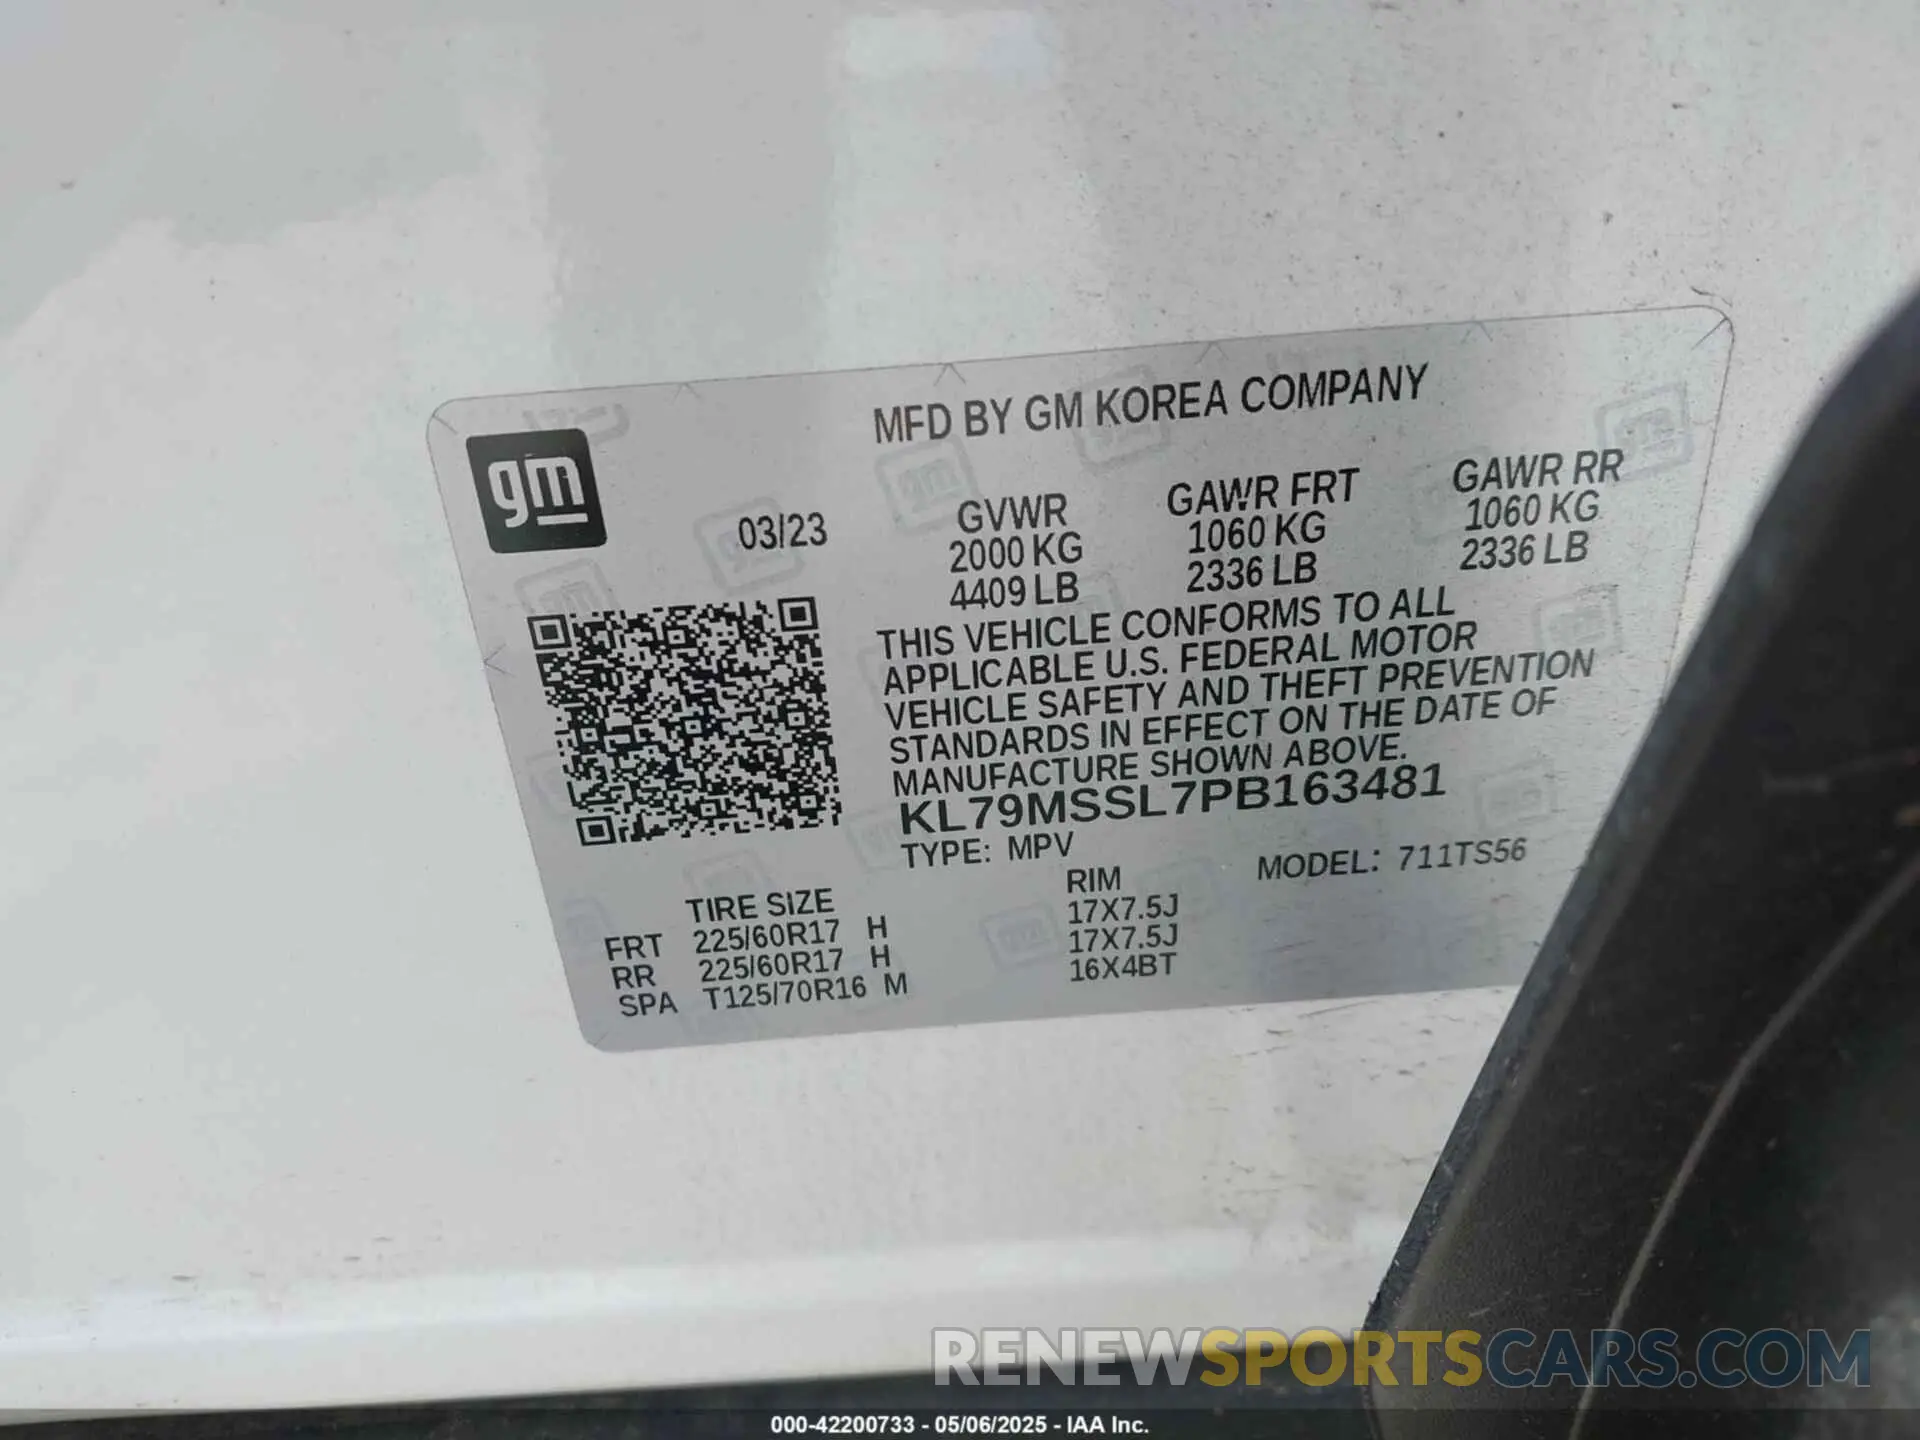 MFD BY GM KOREA COMPANY
gm
03/23
GVWR GAWR FRT GAWR RR
2000 KG 1060 KG 1060 KG
4409 LB 2336 LB 2336 LB
THIS VEHICLE CONFORMS TO ALL
APPLICABLE U.S. FEDERAL MOTOR
VEHICLE SAFETY AND THEFT PREVENTION
STANDARDS IN EFFECT ON THE DATE OF
MANUFACTURE SHOWN ABOVE.
KL79MSSL7PB163481
TYPE: MPV MODEL: 711TS56
TIRE SIZE RIM
FRT 225/60R17 H 17X7.5J
RR 225/60R17 H 17X7.5J
SPA T125/70R16 M 16X4BT
RENEWSPORTSCARS.COM
000-42200733 - 05/06/2025 - IAA Inc.